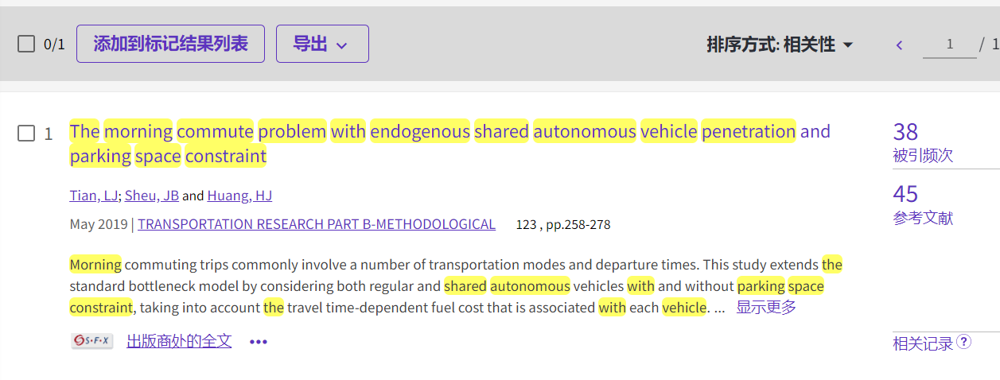 0/1 添加到标记结果列表 导出 排序方式: 相关性 1 / 1
1 The morning commute problem with endogenous shared autonomous vehicle penetration and
parking space constraint
38
被引频次
Tian, LJ; Sheu, JB and Huang, HJ
45
参考文献
May 2019 | TRANSPORTATION RESEARCH PART B-METHODOLOGICAL 123 , pp.258-278
Morning commuting trips commonly involve a number of transportation modes and departure times. This study extends the
standard bottleneck model by considering both regular and shared autonomous vehicles with and without parking space
constraint, taking into account the travel time-dependent fuel cost that is associated with each vehicle. ... 显示更多
S·F·X 出版商处的全文 •••
相关记录 ?